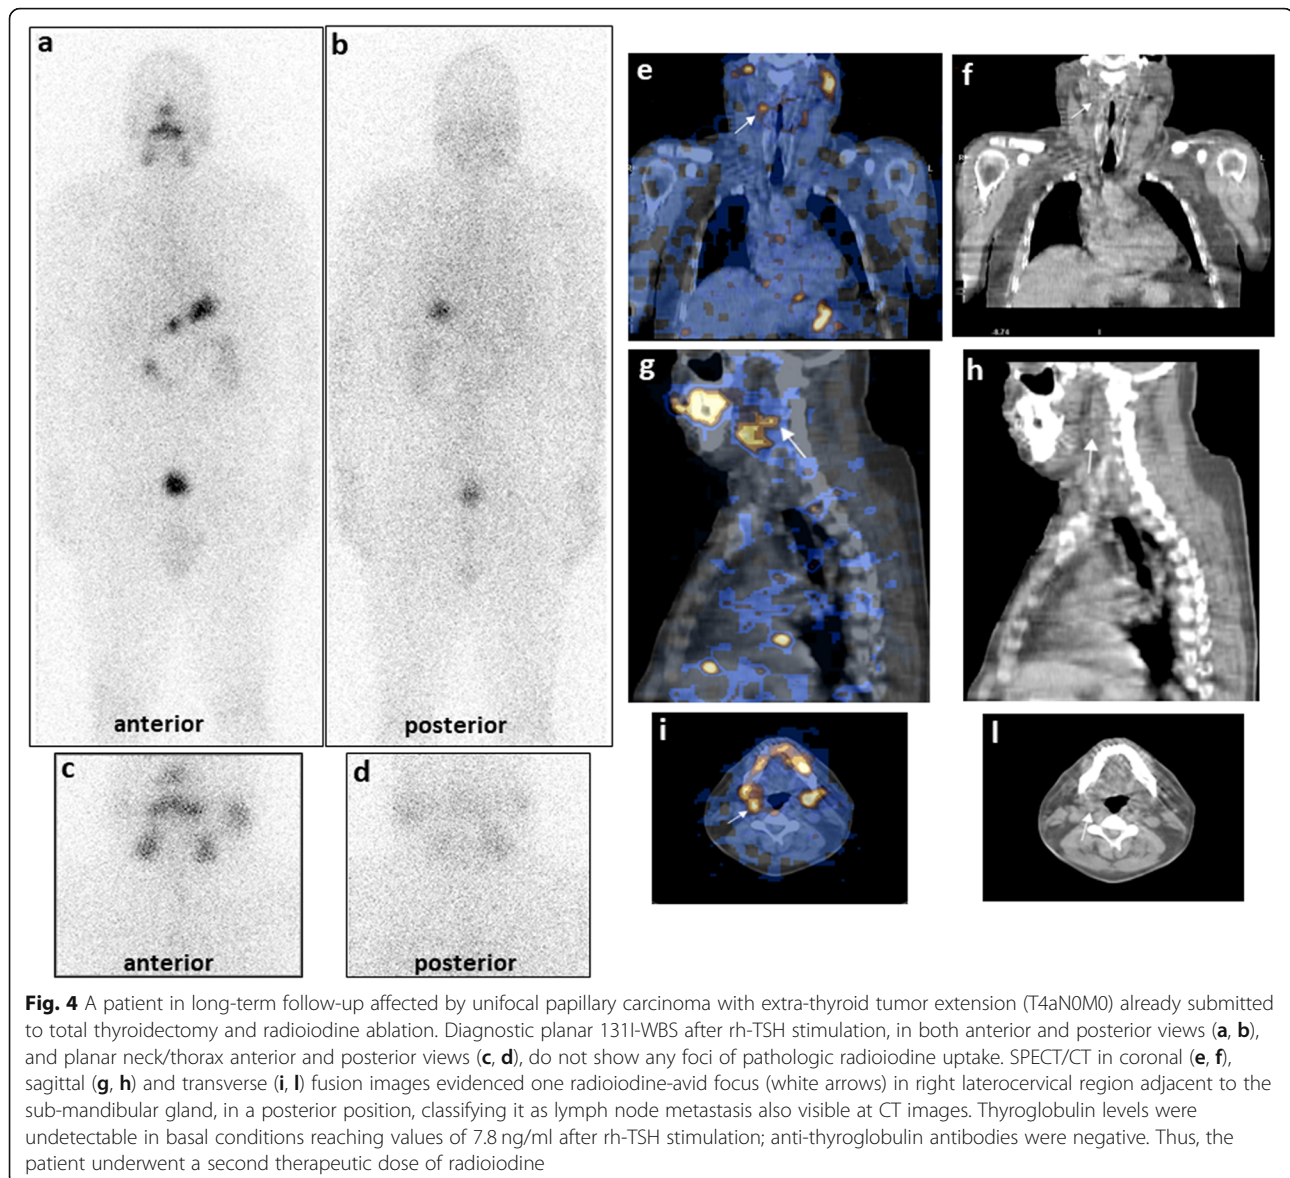 a
b
anterior
posterior
c
d
anterior
posterior
e
R
L
f
R
L
-8.74
I
g
h
i
l
Fig. 4 A patient in long-term follow-up affected by unifocal papillary carcinoma with extra-thyroid tumor extension (T4aN0M0) already submitted
to total thyroidectomy and radioiodine ablation. Diagnostic planar 131I-WBS after rh-TSH stimulation, in both anterior and posterior views (a, b),
and planar neck/thorax anterior and posterior views (c, d), do not show any foci of pathologic radioiodine uptake. SPECT/CT in coronal (e, f),
sagittal (g, h) and transverse (i, l) fusion images evidenced one radioiodine-avid focus (white arrows) in right laterocervical region adjacent to the
sub-mandibular gland, in a posterior position, classifying it as lymph node metastasis also visible at CT images. Thyroglobulin levels were
undetectable in basal conditions reaching values of 7.8 ng/ml after rh-TSH stimulation; anti-thyroglobulin antibodies were negative. Thus, the
patient underwent a second therapeutic dose of radioiodine